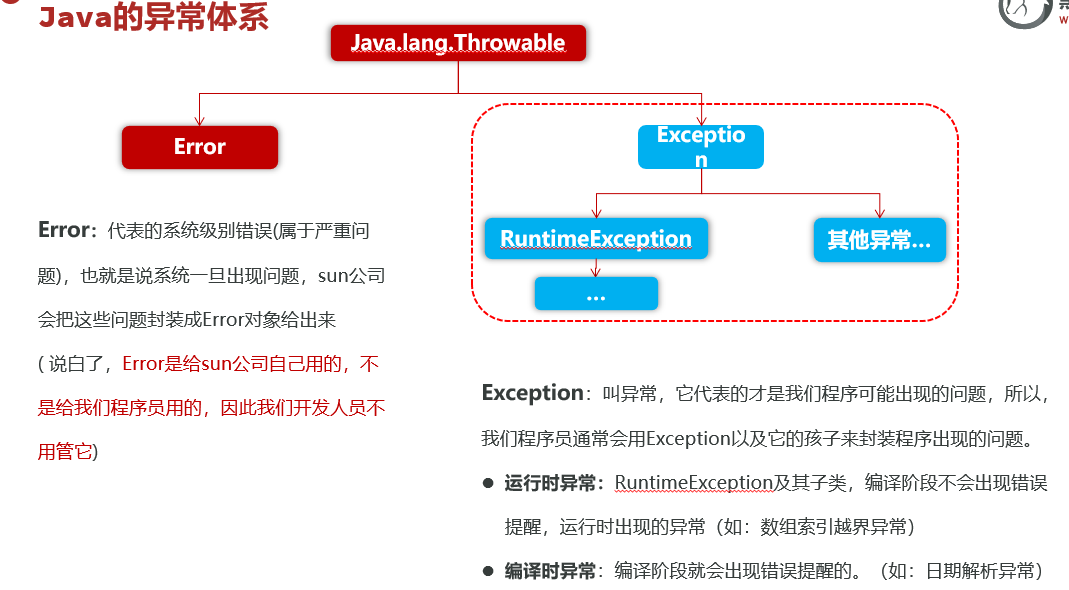 Java的异常体系
Java.lang.Throwable
Error
Exceptio
n
RuntimeException
其他异常...
...
Error：代表的系统级别错误(属于严重问
题)，也就是说系统一旦出现问题，sun公司
会把这些问题封装成Error对象给出来
( 说白了，Error是给sun公司自己用的，不
是给我们程序员用的，因此我们开发人员不
用管它)
Exception：叫异常，它代表的才是我们程序可能出现的问题，所以，
我们程序员通常会用Exception以及它的孩子来封装程序出现的问题。
● 运行时异常：RuntimeException及其子类，编译阶段不会出现错误
提醒，运行时出现的异常（如：数组索引越界异常）
● 编译时异常：编译阶段就会出现错误提醒的。（如：日期解析异常）